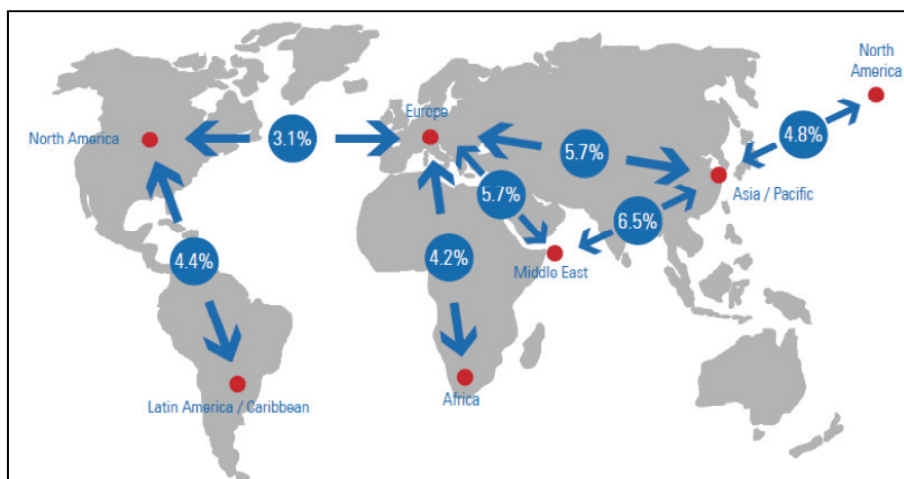 North
America
Europe
North America
3.1%
4.8%
5.7%
Asia / Pacific
5.7%
6.5%
4.4%
4.2%
Middle East
Africa
Latin America / Caribbean